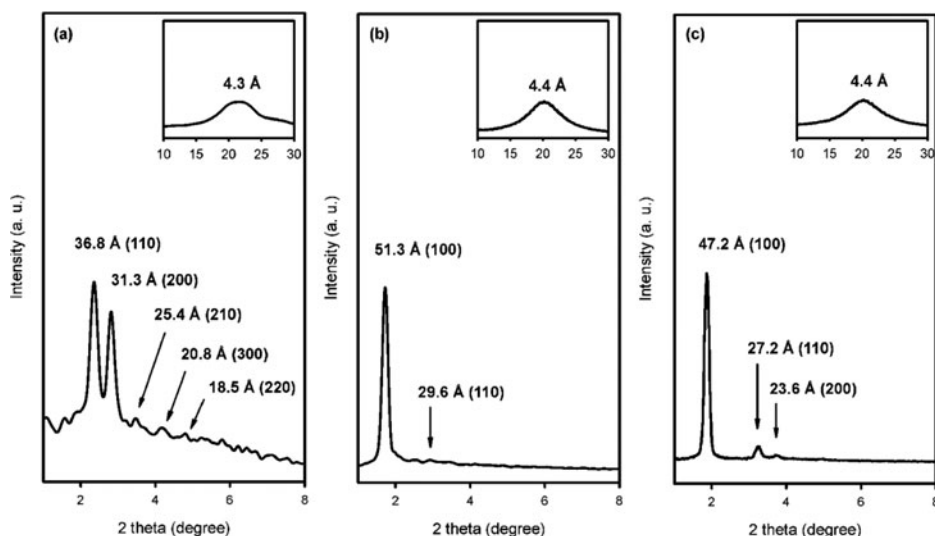 (a)
4.3 Å
10 15 20 25 30
36.8 Å (110)
31.3 Å (200)
25.4 Å (210)
20.8 Å (300)
18.5 Å (220)
Intensity (a. u.)
2 4 6 8
2 theta (degree)
(b)
4.4 Å
10 15 20 25 30
51.3 Å (100)
29.6 Å (110)
Intensity (a. u.)
2 4 6 8
2 theta (degree)
(c)
4.4 Å
10 15 20 25 30
47.2 Å (100)
27.2 Å (110)
23.6 Å (200)
Intensity (a. u.)
2 4 6 8
2 theta (degree)